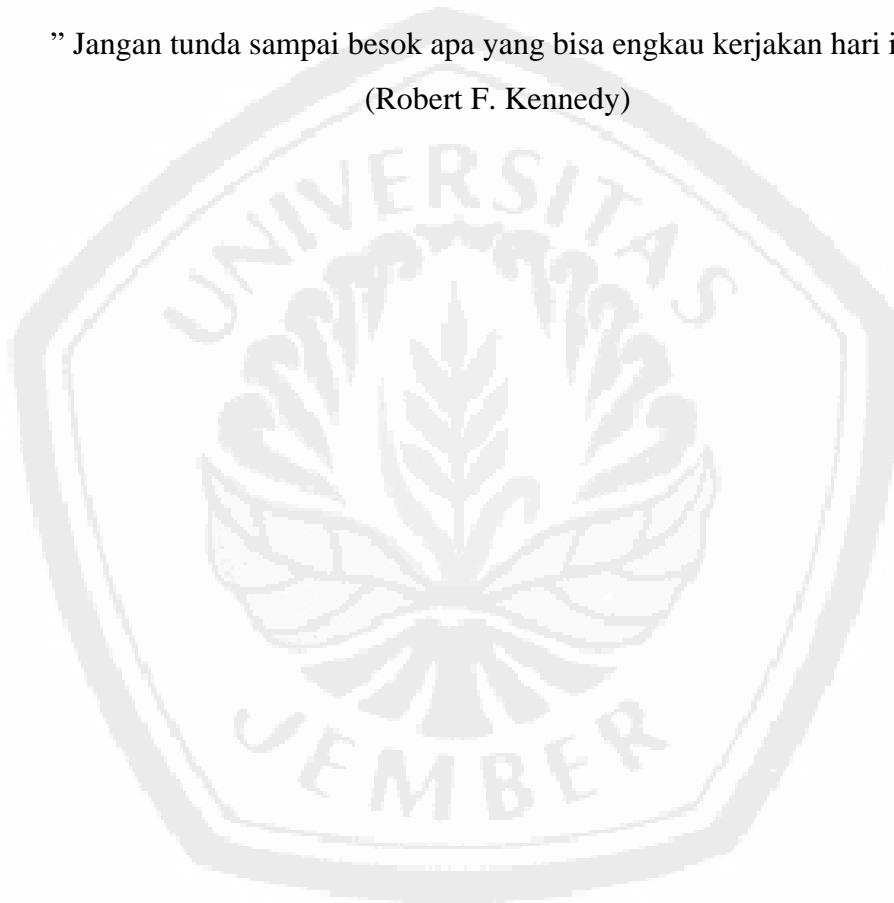 ” Jangan tunda sampai besok apa yang bisa engkau kerjakan hari i
(Robert F. Kennedy)
UNIVERSITAS
JEMBER